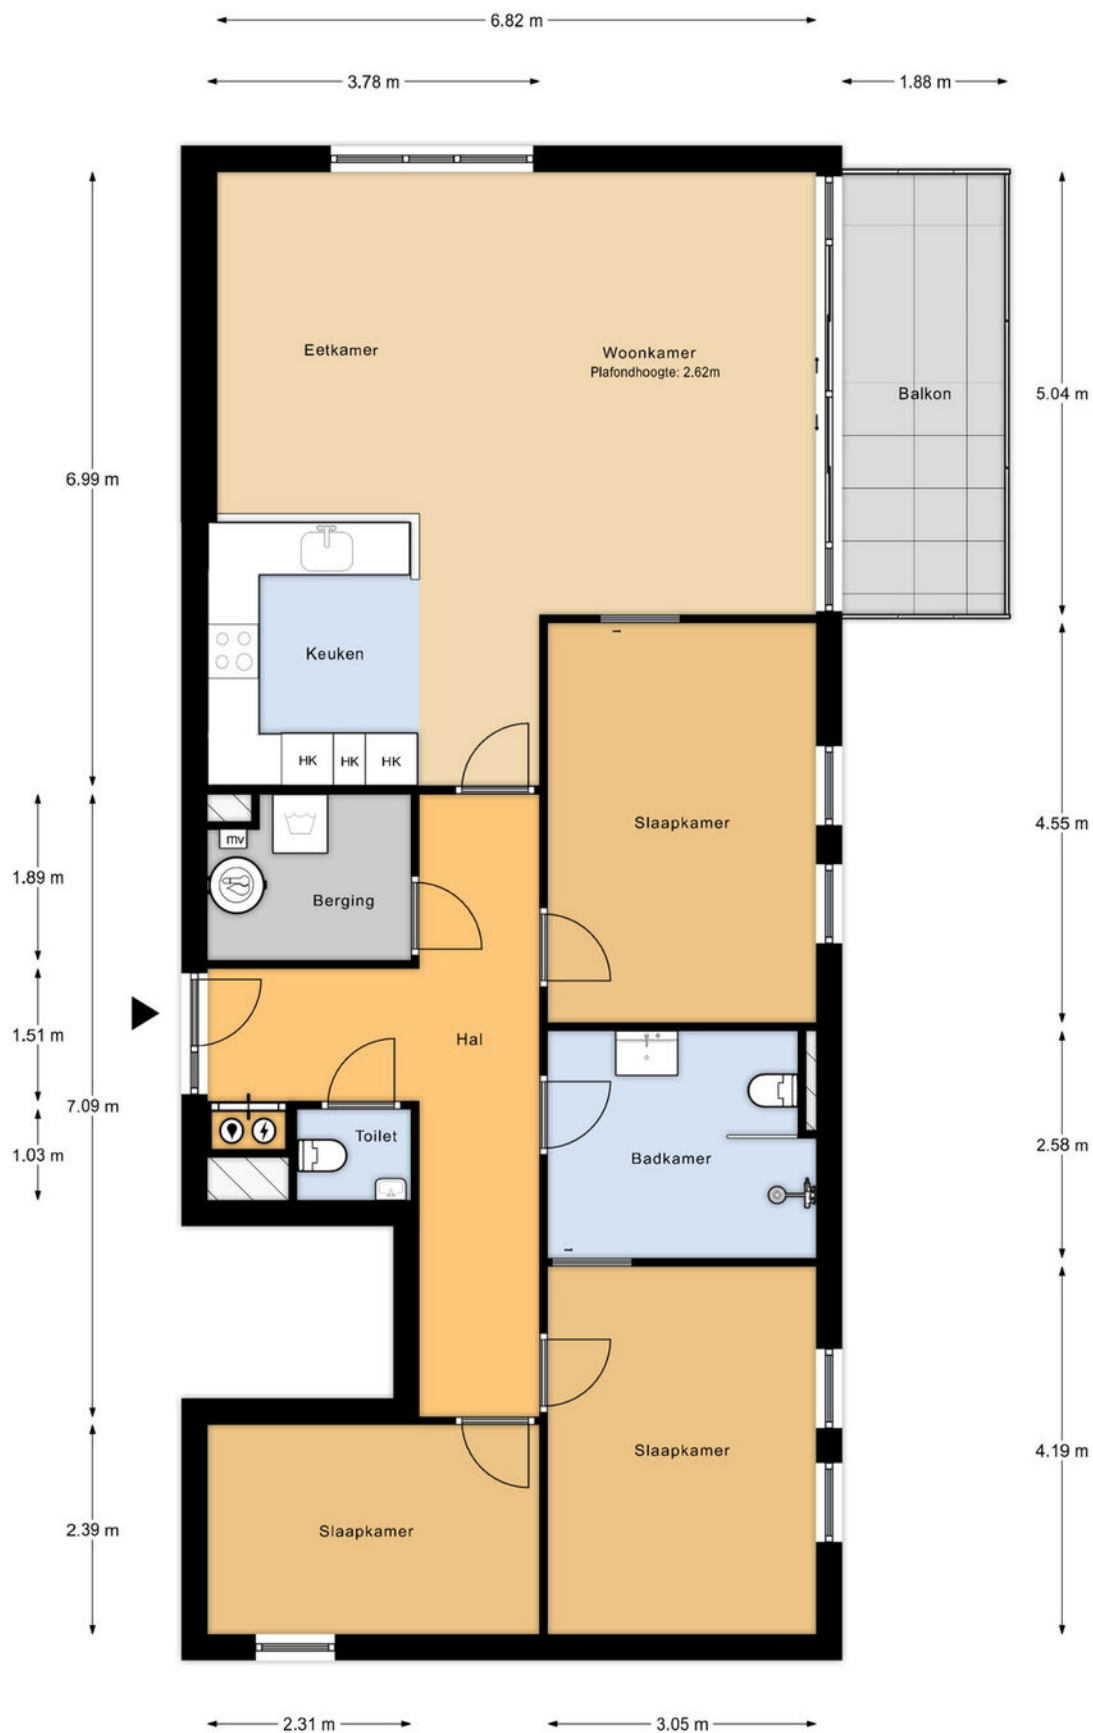 6.82 m
3.78 m
1.88 m
Eetkamer
Woonkamer
Plafondhoogte: 2.62m
Balkon
5.04 m
6.99 m
Keuken
HK
HK
HK
Slaapkamer
4.55 m
mv
1.89 m
Berging
1.51 m
Hal
7.09 m
Toilet
1.03 m
Badkamer
2.58 m
Slaapkamer
4.19 m
Slaapkamer
2.39 m
2.31 m
3.05 m